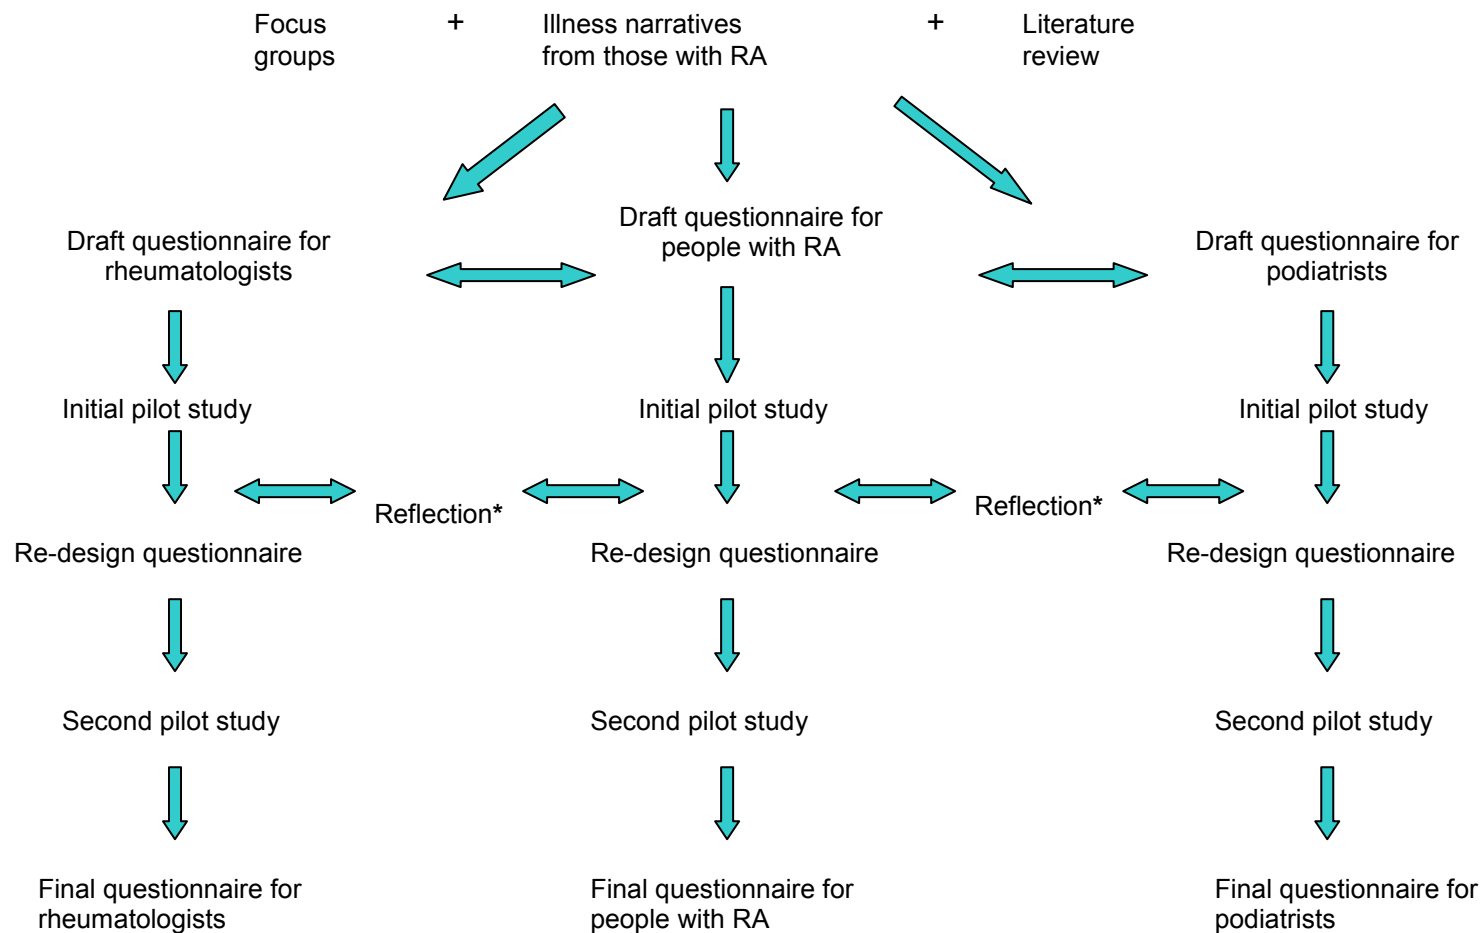 Focus
groups
+
Illness narratives
from those with RA
+
Literature
review
Draft questionnaire for
rheumatologists
Draft questionnaire for
people with RA
Draft questionnaire for
podiatrists
Initial pilot study
Initial pilot study
Initial pilot study
Reflection*
Reflection*
Re-design questionnaire
Re-design questionnaire
Re-design questionnaire
Second pilot study
Second pilot study
Second pilot study
Final questionnaire for
rheumatologists
Final questionnaire for
people with RA
Final questionnaire for
podiatrists